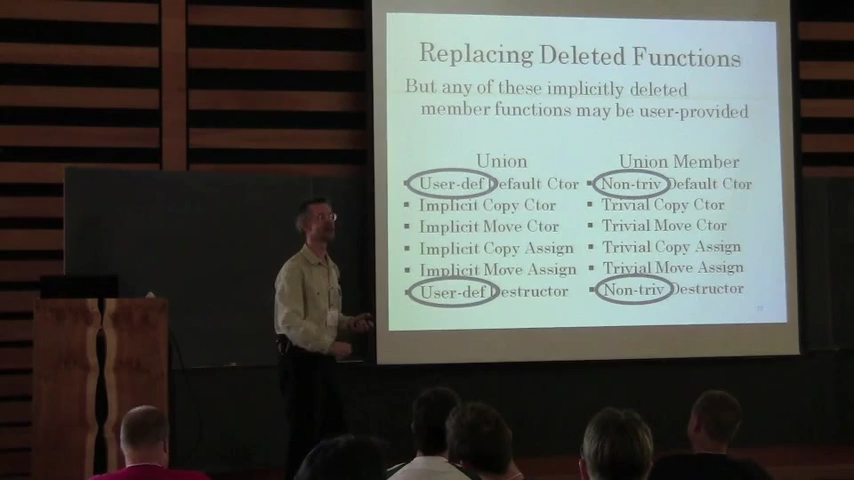 Replacing Deleted Functions
But any of these implicitly deleted
member functions may be user-provided
Union Union Member
▪ User-def Default Ctor ▪ Non-triv Default Ctor
▪ Implicit Copy Ctor ▪ Trivial Copy Ctor
▪ Implicit Move Ctor ▪ Trivial Move Ctor
▪ Implicit Copy Assign ▪ Trivial Copy Assign
▪ Implicit Move Assign ▪ Trivial Move Assign
▪ User-def Destructor ▪ Non-triv Destructor